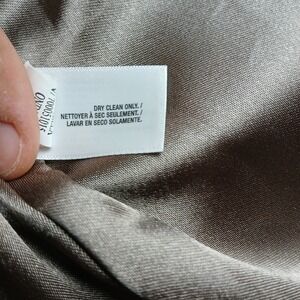 DRY CLEAN ONLY. /
NETTOYER À SEC SEULEMENT. /
LAVAR EN SECO SOLAMENTE.